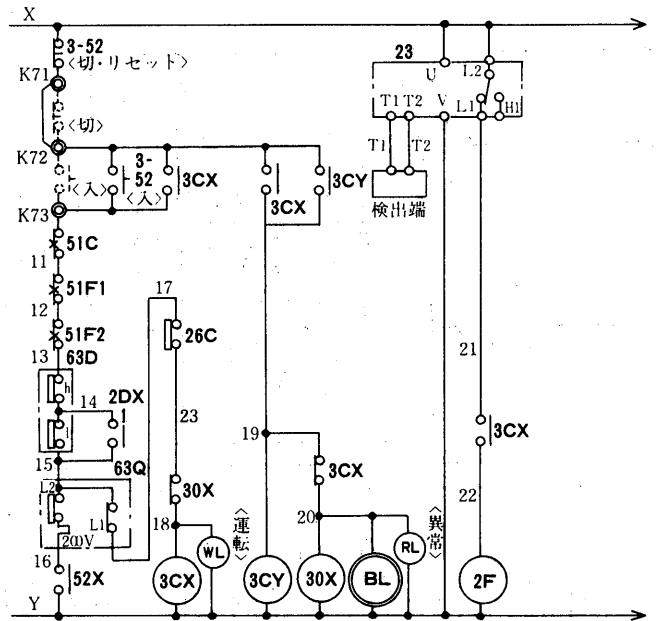 X
3-52
〈切・リセット〉
23
K71
U
L2
T1 T2 V
L1
H1
〈切〉
K72
〈入〉
3-
52
〈入〉
3CX
3CX
3CY
T1
T2
検出端
K73
51C
11
51F1
17
12
51F2
26C
13
63D
h
14
2DX
l
23
21
3CX
19
15
63Q
3CX
L2
30X
22
L1
18
20
〈運転〉
〈異常〉
200V
WL
RL
16
52X
3CX
3CY
30X
BL
2F
Y